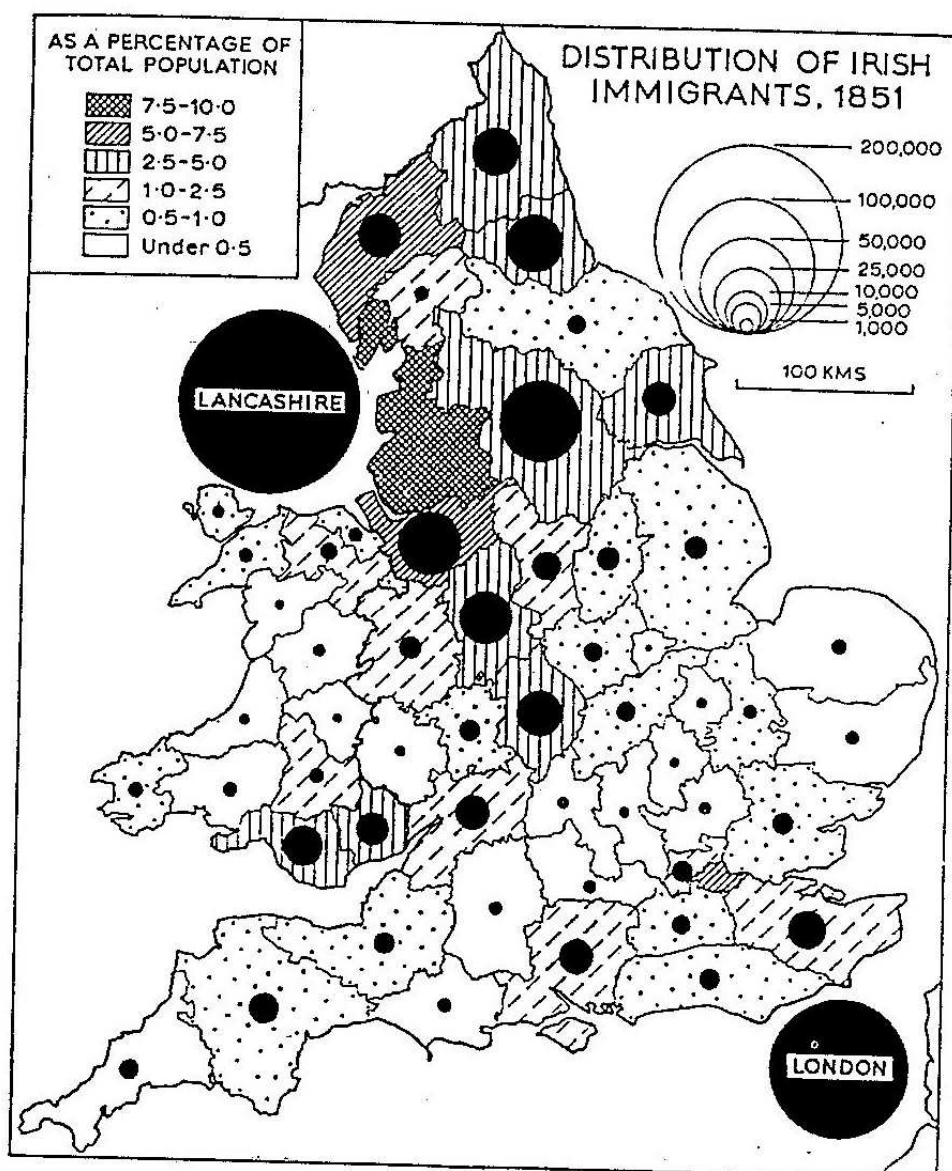 AS A PERCENTAGE OF
TOTAL POPULATION
7·5-10·0
5·0-7·5
2·5-5·0
1·0-2·5
0·5-1·0
Under 0·5
DISTRIBUTION OF IRISH
IMMIGRANTS, 1851
200,000
100,000
50,000
25,000
10,000
5,000
1,000
100 KMS
LANCASHIRE
LONDON